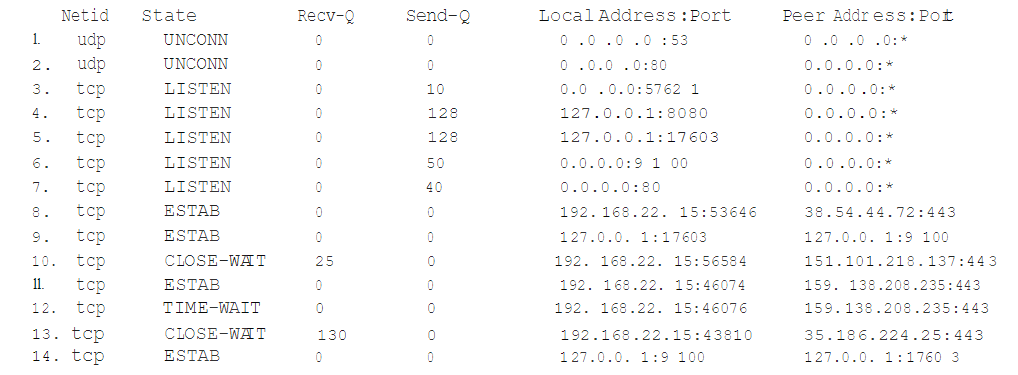 Netid State Recv-Q Send-Q Local Address:Port Peer Address:Port
1. udp UNCONN 0 0 0 .0 .0 .0 :53 0 .0 .0 .0:*
2. udp UNCONN 0 0 0 .0.0 .0:80 0.0.0.0:*
3. tcp LISTEN 0 10 0.0 .0.0:5762 1 0.0.0.0:*
4. tcp LISTEN 0 128 127.0.0.1:8080 0.0.0.0:*
5. tcp LISTEN 0 128 127.0.0.1:17603 0.0.0.0:*
6. tcp LISTEN 0 50 0.0.0.0:9 1 00 0.0.0.0:*
7. tcp LISTEN 0 40 0.0.0.0:80 0.0.0.0:*
8. tcp ESTAB 0 0 192.168.22. 15:53646 38.54.44.72:443
9. tcp ESTAB 0 0 127.0.0. 1:17603 127.0.0. 1:9 100
10. tcp CLOSE-WAIT 25 0 192. 168.22. 15:56584 151.101.218.137:443
11. tcp ESTAB 0 0 192. 168.22. 15:46074 159. 138.208.235:443
12. tcp TIME-WAIT 0 0 192. 168.22. 15:46076 159.138.208.235:443
13. tcp CLOSE-WAIT 130 0 192.168.22.15:43810 35.186.224.25:443
14. tcp ESTAB 0 0 127.0.0. 1:9 100 127.0.0. 1:1760 3